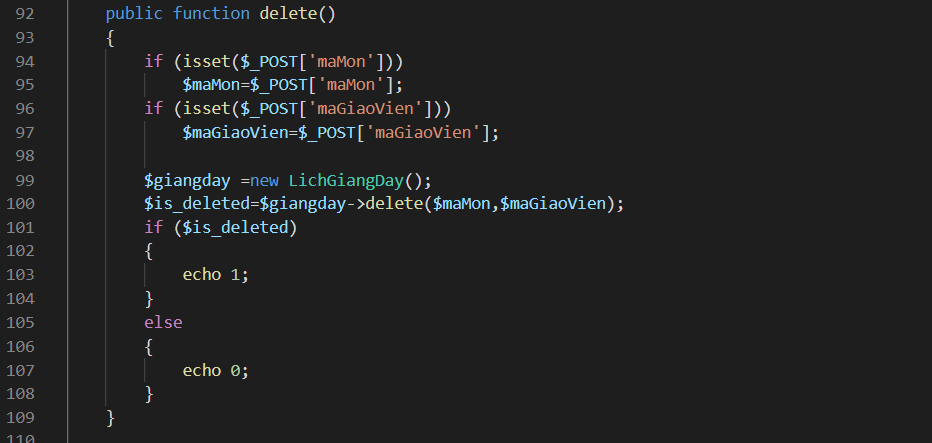 92 public function delete()
93 {
94 if (isset($_POST['maMon']))
95 $maMon=$_POST['maMon'];
96 if (isset($_POST['maGiaoVien']))
97 $maGiaoVien=$_POST['maGiaoVien'];
98
99 $giangday =new LichGiangDay();
100 $is_deleted=$giangday->delete($maMon,$maGiaoVien);
101 if ($is_deleted)
102 {
103 echo 1;
104 }
105 else
106 {
107 echo 0;
108 }
109 }
110